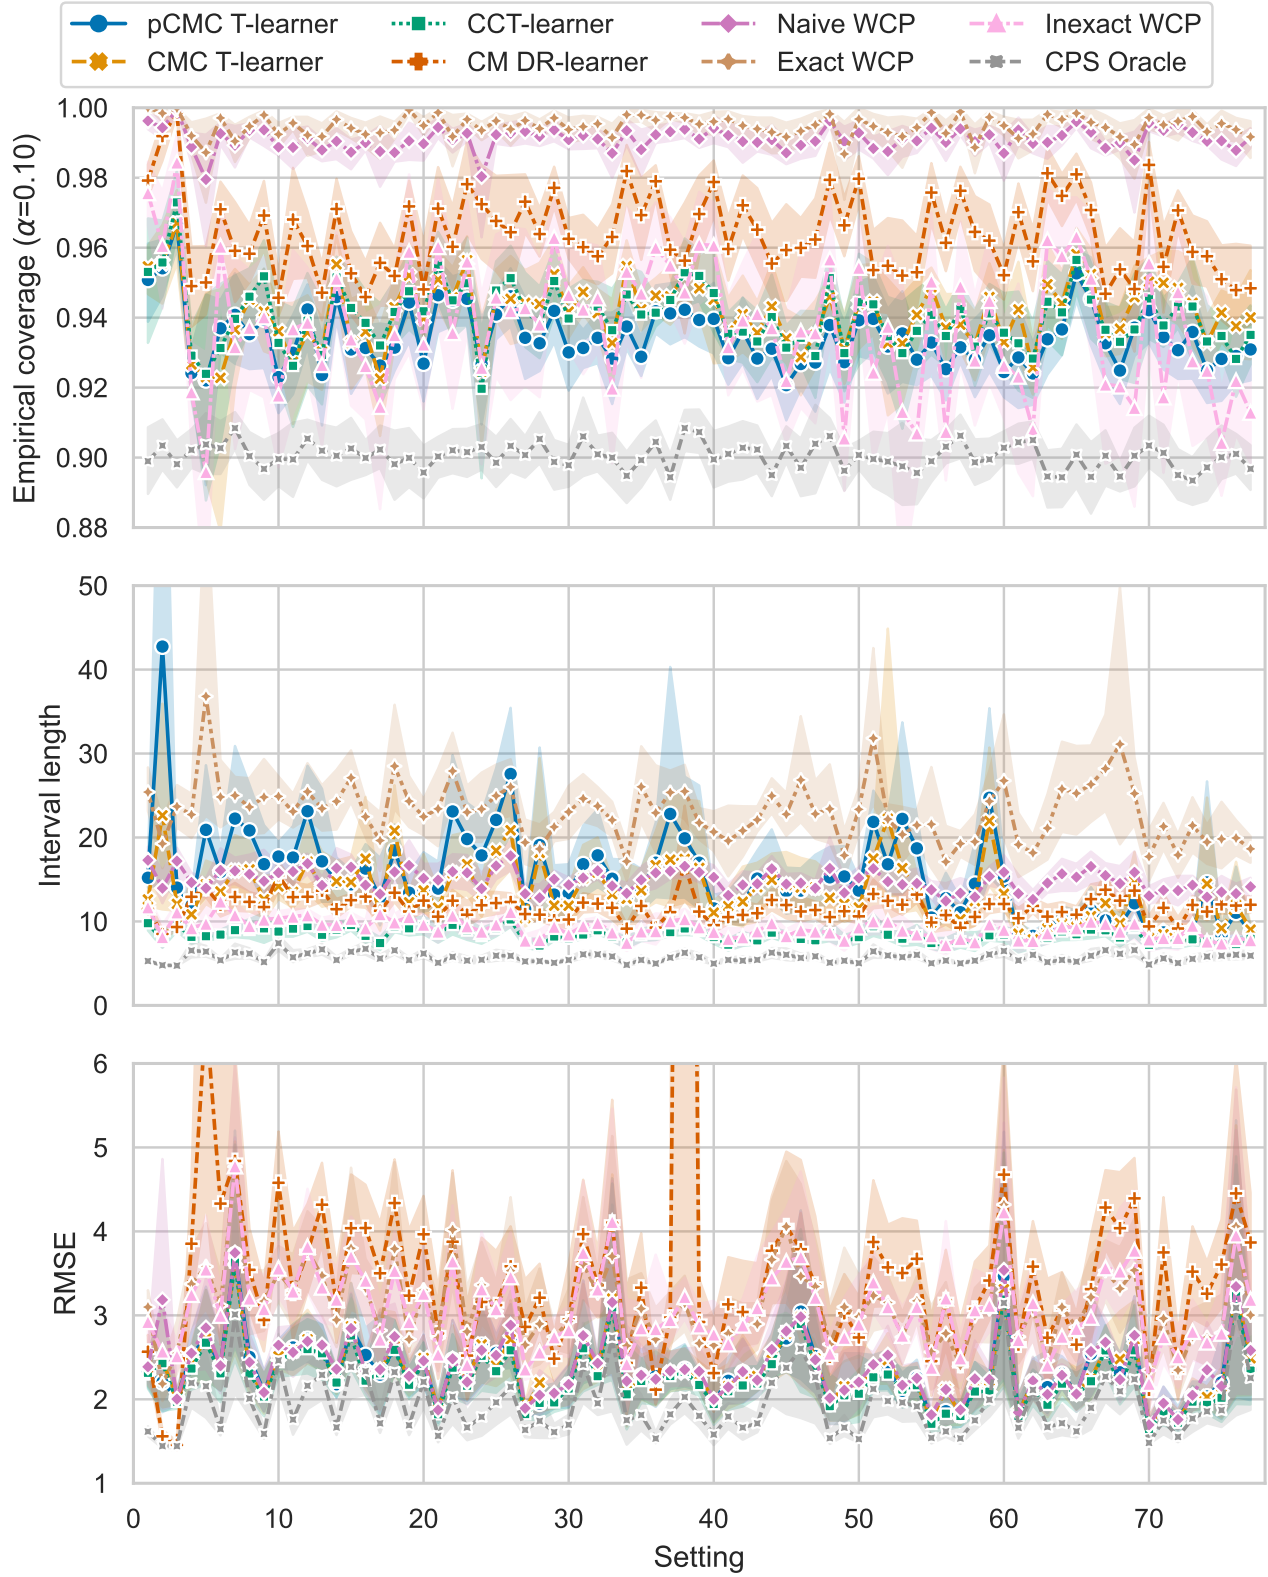 pCMC T-learner CCT-learner Naive WCP Inexact WCP
CMC T-learner CM DR-learner Exact WCP CPS Oracle
1.00
0.98
0.96
0.94
0.92
0.90
0.88
Empirical coverage (α=0.10)
50
40
30
20
10
0
Interval length
6
5
4
3
2
1
RMSE
0 10 20 30 40 50 60 70
Setting